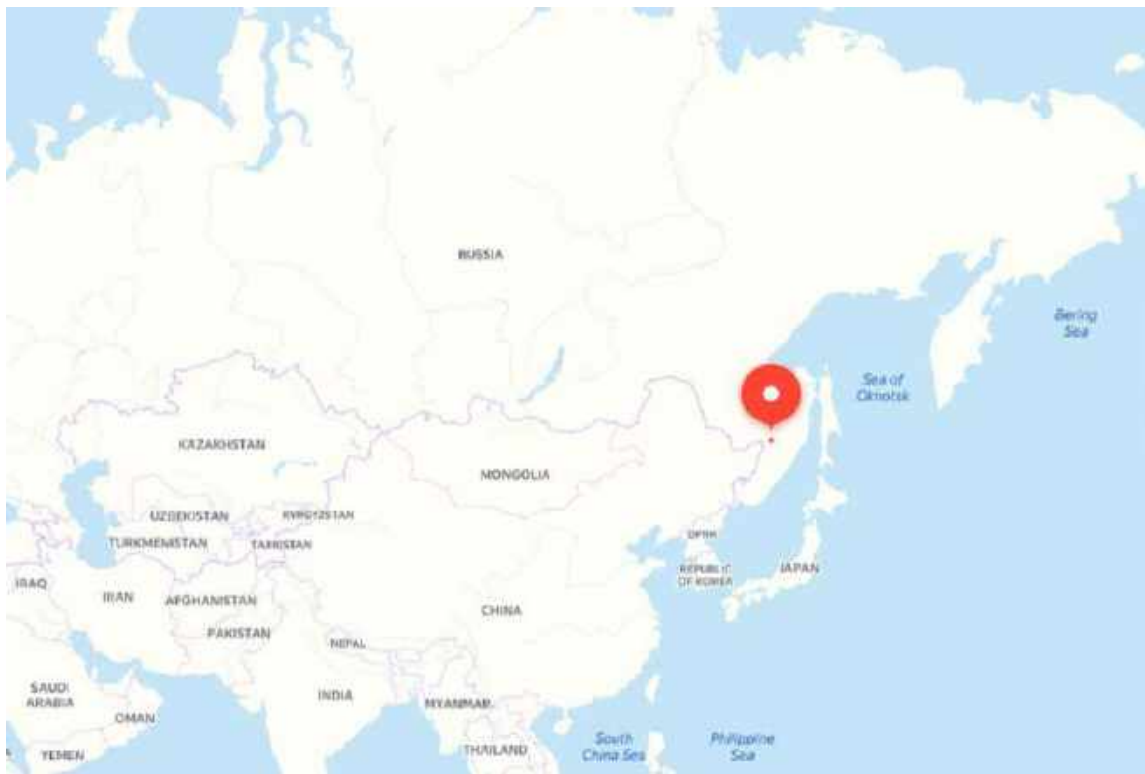 RUSSIA
Bering
Sea
Sea of
Okhotsk
KAZAKHSTAN
MONGOLIA
UZBEKISTAN
KYRGYZSTAN
TURKMENISTAN
TAJIKISTAN
DPRK
REPUBLIC
OF KOREA
JAPAN
IRAQ
IRAN
AFGHANISTAN
CHINA
PAKISTAN
NEPAL
SAUDI
ARABIA
INDIA
MYANMAR
OMAN
YEMEN
THAILAND
South
China Sea
Philippine
Sea